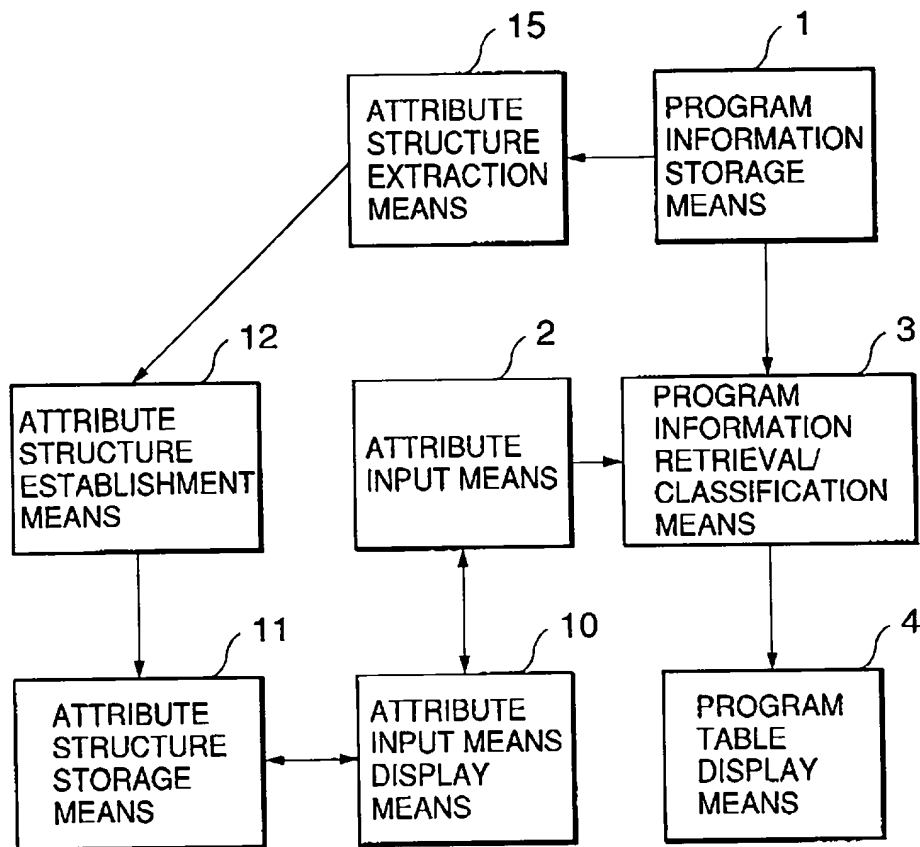 15
ATTRIBUTE
STRUCTURE
EXTRACTION
MEANS
1
PROGRAM
INFORMATION
STORAGE
MEANS
12
ATTRIBUTE
STRUCTURE
ESTABLISHMENT
MEANS
2
ATTRIBUTE
INPUT MEANS
3
PROGRAM
INFORMATION
RETRIEVAL/
CLASSIFICATION
MEANS
11
ATTRIBUTE
STRUCTURE
STORAGE
MEANS
10
ATTRIBUTE
INPUT MEANS
DISPLAY
MEANS
4
PROGRAM
TABLE
DISPLAY
MEANS